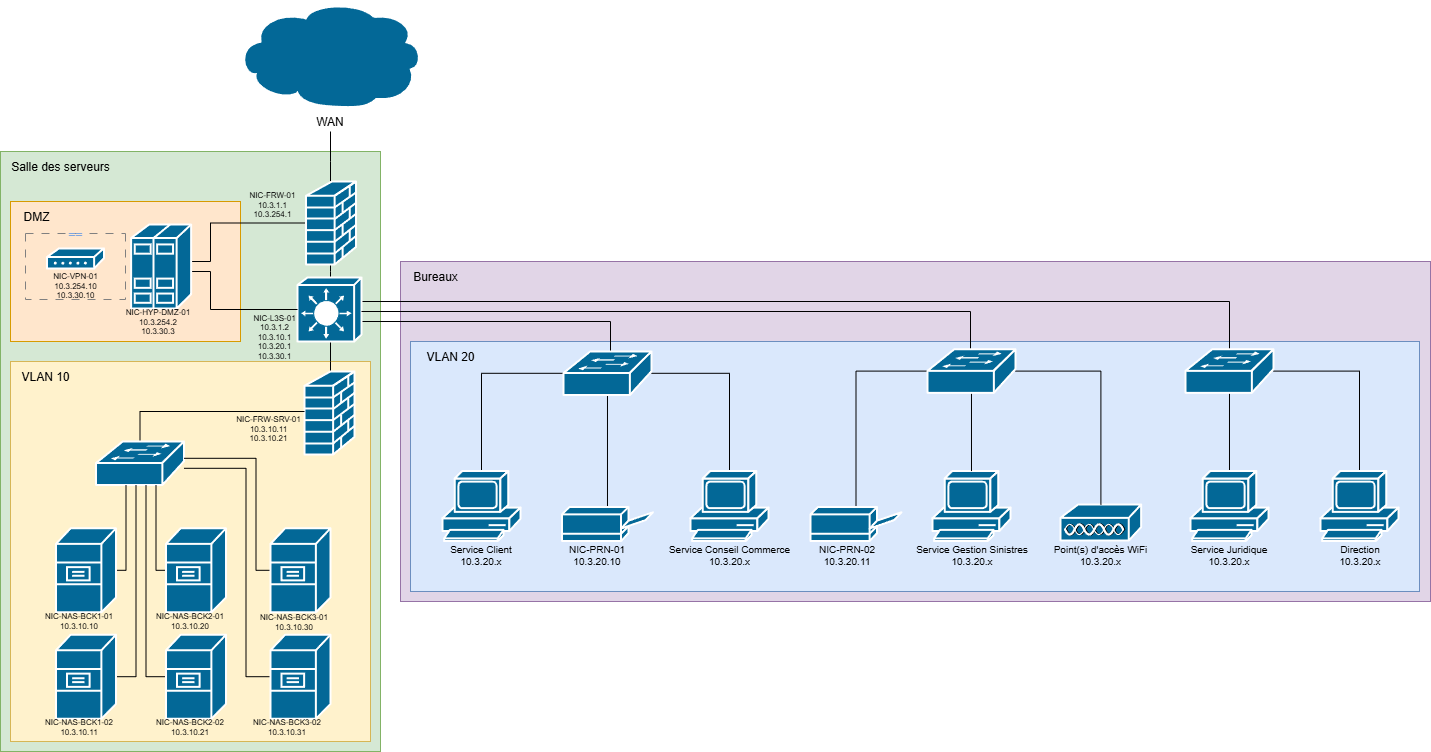 WAN
Salle des serveurs
NIC-FRW-01
10.3.1.1
10.3.254.1
DMZ
NIC-VPN-01
10.3.254.10
10.3.30.10
NIC-HYP-DMZ-01
10.3.254.2
10.3.30.3
NIC-L3S-01
10.3.1.2
10.3.10.1
10.3.20.1
10.3.30.1
VLAN 10
NIC-FRW-SRV-01
10.3.10.11
10.3.10.21
NIC-NAS-BCK1-01
10.3.10.10
NIC-NAS-BCK2-01
10.3.10.20
NIC-NAS-BCK3-01
10.3.10.30
NIC-NAS-BCK1-02
10.3.10.11
NIC-NAS-BCK2-02
10.3.10.21
NIC-NAS-BCK3-02
10.3.10.31
Bureaux
VLAN 20
Service Client
10.3.20.x
NIC-PRN-01
10.3.20.10
Service Conseil Commerce
10.3.20.x
NIC-PRN-02
10.3.20.11
Service Gestion Sinistres
10.3.20.x
Point(s) d'accès WiFi
10.3.20.x
Service Juridique
10.3.20.x
Direction
10.3.20.x